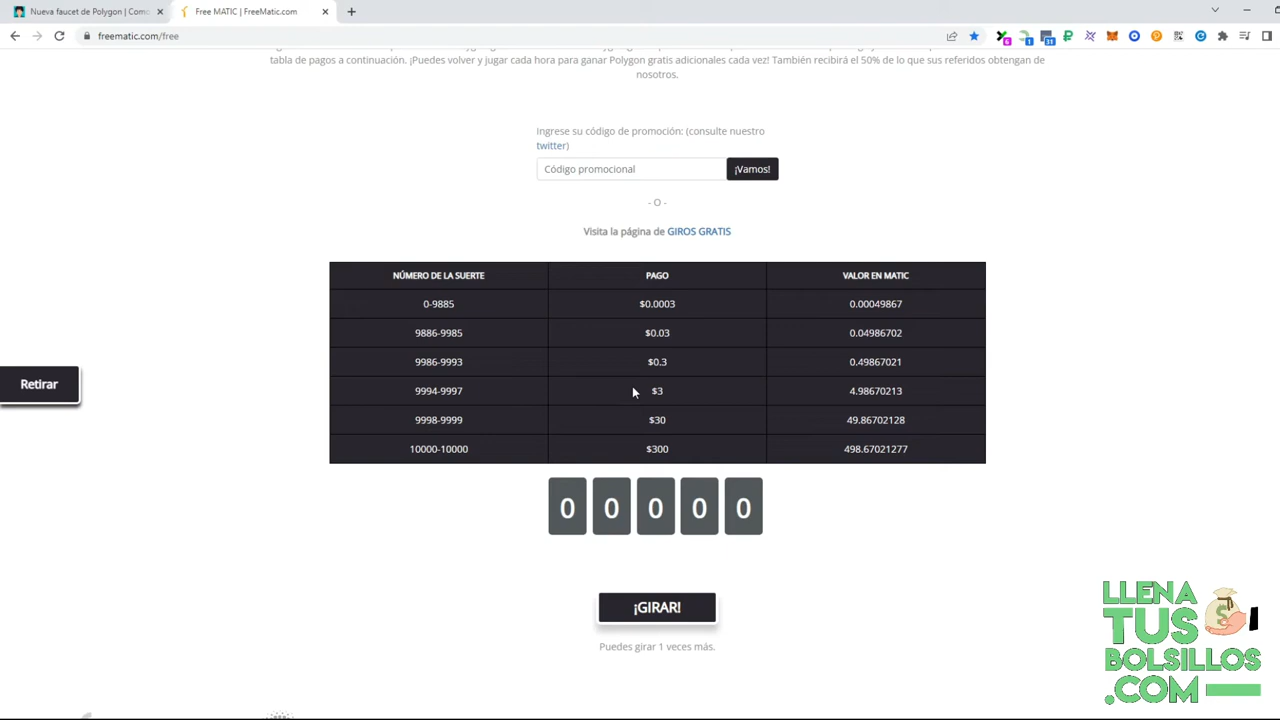 Nueva faucet de Polygon | Como
Free MATIC | FreeMatic.com
freematic.com/free
tabla de pagos a continuación. ¡Puedes volver y jugar cada hora para ganar Polygon gratis adicionales cada vez! También recibirá el 50% de lo que sus referidos obtengan de
nosotros.
Ingrese su código de promoción: (consulte nuestro
twitter)
Código promocional ¡Vamos!
- O -
Visita la página de GIROS GRATIS
NÚMERO DE LA SUERTE PAGO VALOR EN MATIC
0-9885 $0.0003 0.00049867
9886-9985 $0.03 0.04986702
9986-9993 $0.3 0.49867021
Retirar
9994-9997 $3 4.98670213
9998-9999 $30 49.86702128
10000-10000 $300 498.67021277
0 0 0 0 0
¡GIRAR!
Puedes girar 1 veces más.
LLENA
TUS
BOLSILLOS
.COM